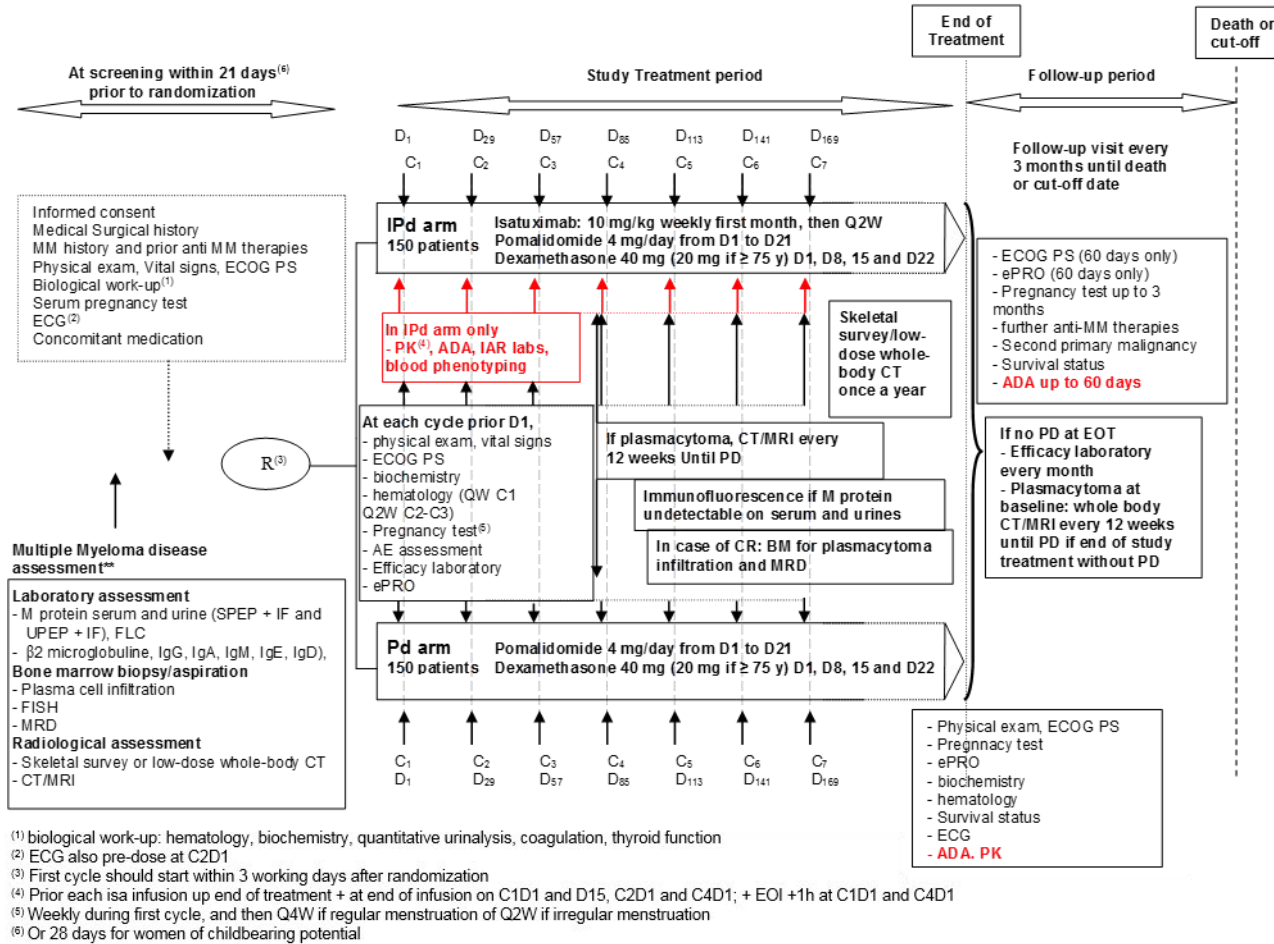 End of
Treatment
Death or
cut-off
At screening within 21 days(6)
prior to randomization
Study Treatment period
Follow-up period
D1 D29 D57 D85 D113 D141 D169
C1 C2 C3 C4 C5 C6 C7
Follow-up visit every
3 months until death
or cut-off date
Informed consent
Medical Surgical history
MM history and prior anti MM therapies
Physical exam, Vital signs, ECOG PS
Biological work-up(1)
Serum pregnancy test
ECG(2)
Concomitant medication
IPd arm
150 patients
Isatuximab: 10 mg/kg weekly first month, then Q2W
Pomalidomide 4 mg/day from D1 to D21
Dexamethasone 40 mg (20 mg if ≥ 75 y) D1, D8, 15 and D22
- ECOG PS (60 days only)
- ePRO (60 days only)
- Pregnancy test up to 3
months
- further anti-MM therapies
- Second primary malignancy
- Survival status
- ADA up to 60 days
In IPd arm only
- PK(4), ADA, IAR labs,
blood phenotyping
Skeletal
survey/low-
dose whole-
body CT
once a year
R(3)
At each cycle prior D1,
- physical exam, vital signs
- ECOG PS
- biochemistry
- hematology (QW C1
Q2W C2-C3)
- Pregnancy test(5)
- AE assessment
- Efficacy laboratory
- ePRO
If plasmacytoma, CT/MRI every
12 weeks Until PD
Immunofluorescence if M protein
undetectable on serum and urines
In case of CR: BM for plasmacytoma
infiltration and MRD
If no PD at EOT
- Efficacy laboratory
every month
- Plasmacytoma at
baseline: whole body
CT/MRI every 12 weeks
until PD if end of study
treatment without PD
Multiple Myeloma disease
assessment**
Laboratory assessment
- M protein serum and urine (SPEP + IF and
UPEP + IF), FLC
- β2 microglobuline, IgG, IgA, IgM, IgE, IgD),
Bone marrow biopsy/aspiration
- Plasma cell infiltration
- FISH
- MRD
Radiological assessment
- Skeletal survey or low-dose whole-body CT
- CT/MRI
Pd arm
150 patients
Pomalidomide 4 mg/day from D1 to D21
Dexamethasone 40 mg (20 mg if ≥ 75 y) D1, D8, 15 and D22
C1 C2 C3 C4 C5 C6 C7
D1 D29 D57 D85 D113 D141 D169
- Physical exam, ECOG PS
- Pregnnacy test
- ePRO
- biochemistry
- hematology
- Survival status
- ECG
- ADA. PK
(1) biological work-up: hematology, biochemistry, quantitative urinalysis, coagulation, thyroid function
(2) ECG also pre-dose at C2D1
(3) First cycle should start within 3 working days after randomization
(4) Prior each isa infusion up end of treatment + at end of infusion on C1D1 and D15, C2D1 and C4D1; + EOI +1h at C1D1 and C4D1
(5) Weekly during first cycle, and then Q4W if regular menstruation of Q2W if irregular menstruation
(6) Or 28 days for women of childbearing potential